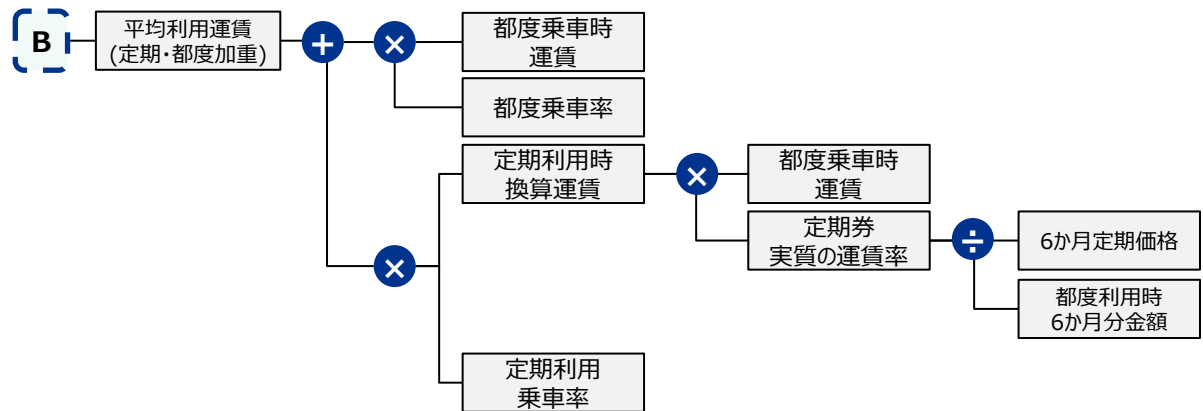 B
平均利用運賃
(定期・都度加重)
+
×
都度乗車時
運賃
都度乗車率
定期利用時
換算運賃
×
都度乗車時
運賃
定期券
実質の運賃率
÷
6か月定期価格
都度利用時
6か月分金額
×
定期利用
乗車率